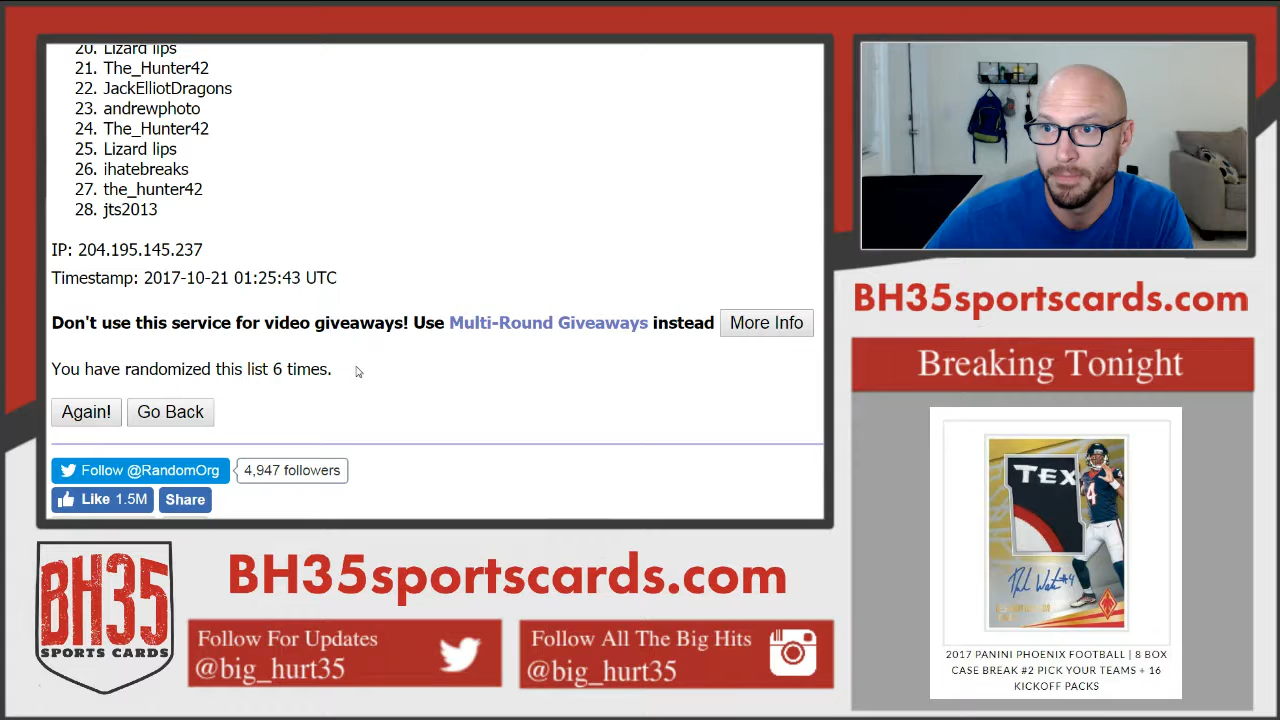 20. Lizard lips
21. The_Hunter42
22. JackElliotDragons
23. andrewphoto
24. The_Hunter42
25. Lizard lips
26. ihatebreaks
27. the_hunter42
28. jts2013
IP: 204.195.145.237
Timestamp: 2017-10-21 01:25:43 UTC
Don't use this service for video giveaways! Use Multi-Round Giveaways instead More Info
You have randomized this list 6 times.
Again! Go Back
Follow @RandomOrg 4,947 followers
Like 1.5M Share
BH35sportscards.com
Breaking Tonight
TEX
4
2017 PANINI PHOENIX FOOTBALL | 8 BOX
CASE BREAK #2 PICK YOUR TEAMS + 16
KICKOFF PACKS
BH35
SPORTS CARDS
BH35sportscards.com
Follow For Updates
@big_hurt35
Follow All The Big Hits
@big_hurt35